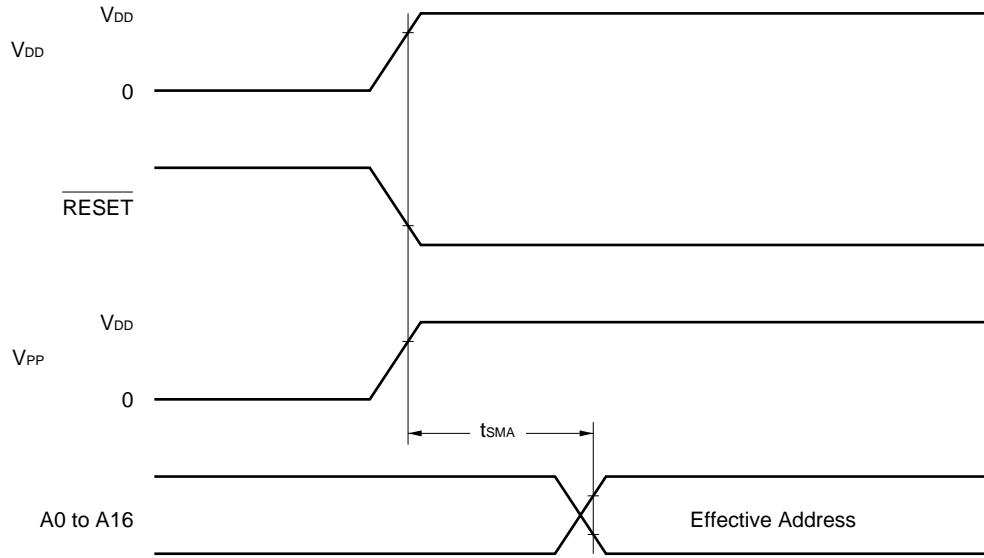 VDD
VDD
0
RESET
VDD
VPP
0
tSMA
A0 to A16
Effective Address